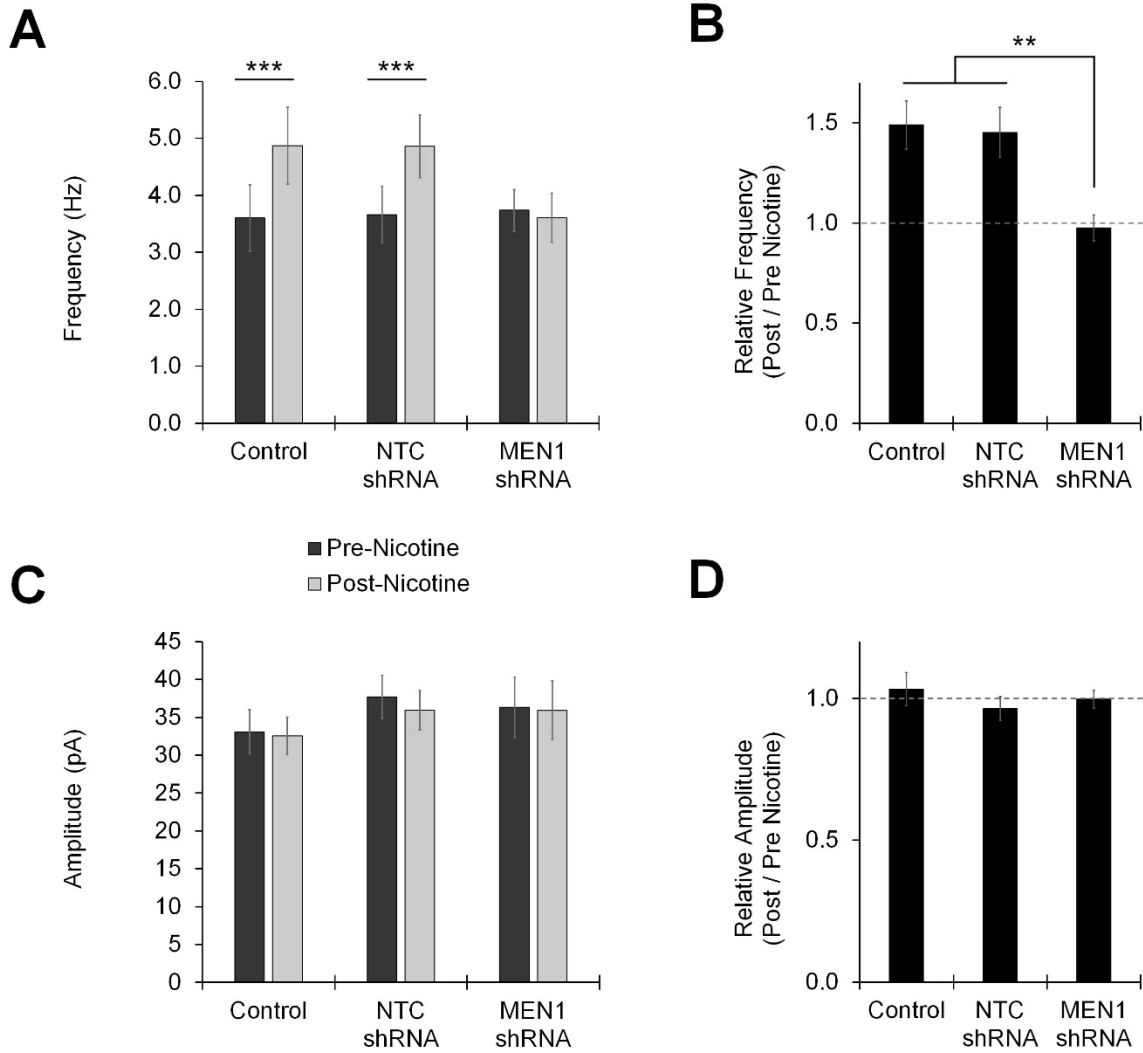 A
***
***
6.0
5.0
4.0
3.0
2.0
1.0
0.0
Frequency (Hz)
Control
NTC
shRNA
MEN1
shRNA
B
**
1.5
1.0
0.5
0.0
Relative Frequency
(Post / Pre Nicotine)
Control
NTC
shRNA
MEN1
shRNA
Pre-Nicotine
Post-Nicotine
C
45
40
35
30
25
20
15
10
5
0
Amplitude (pA)
Control
NTC
shRNA
MEN1
shRNA
D
1.0
0.5
0.0
Relative Amplitude
(Post / Pre Nicotine)
Control
NTC
shRNA
MEN1
shRNA